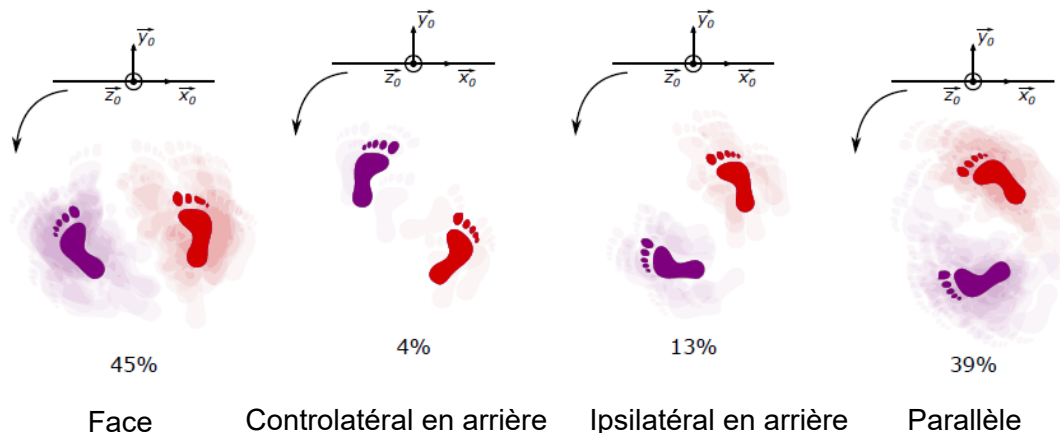 y₀ y₀ y₀ y₀
z₀ x₀ z₀ x₀ z₀ x₀ z₀ x₀
45% 4% 13% 39%
Face Controlatéral en arrière Ipsilatéral en arrière Parallèle